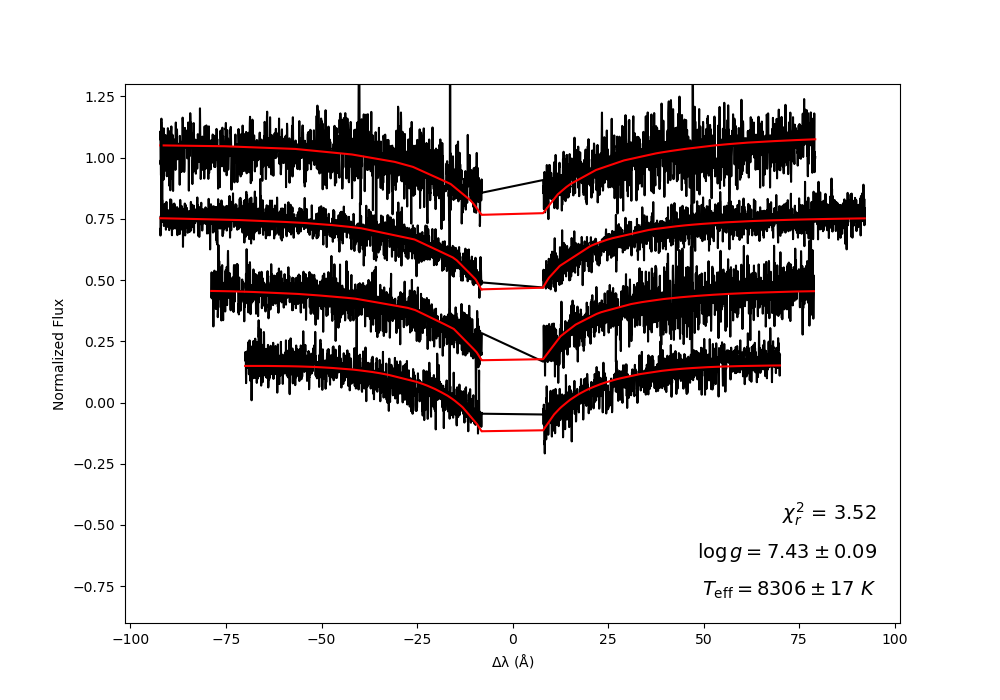 1.25
1.00
0.75
0.50
0.25
0.00
−0.25
−0.50
−0.75
Normalized Flux
χ²ᵣ = 3.52
log g = 7.43 ± 0.09
T_eff = 8306 ± 17 K
−100 −75 −50 −25 0 25 50 75 100
Δλ (Å)